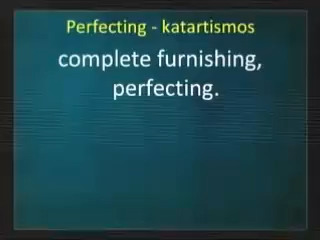 Perfecting - katartismos
complete furnishing,
perfecting.